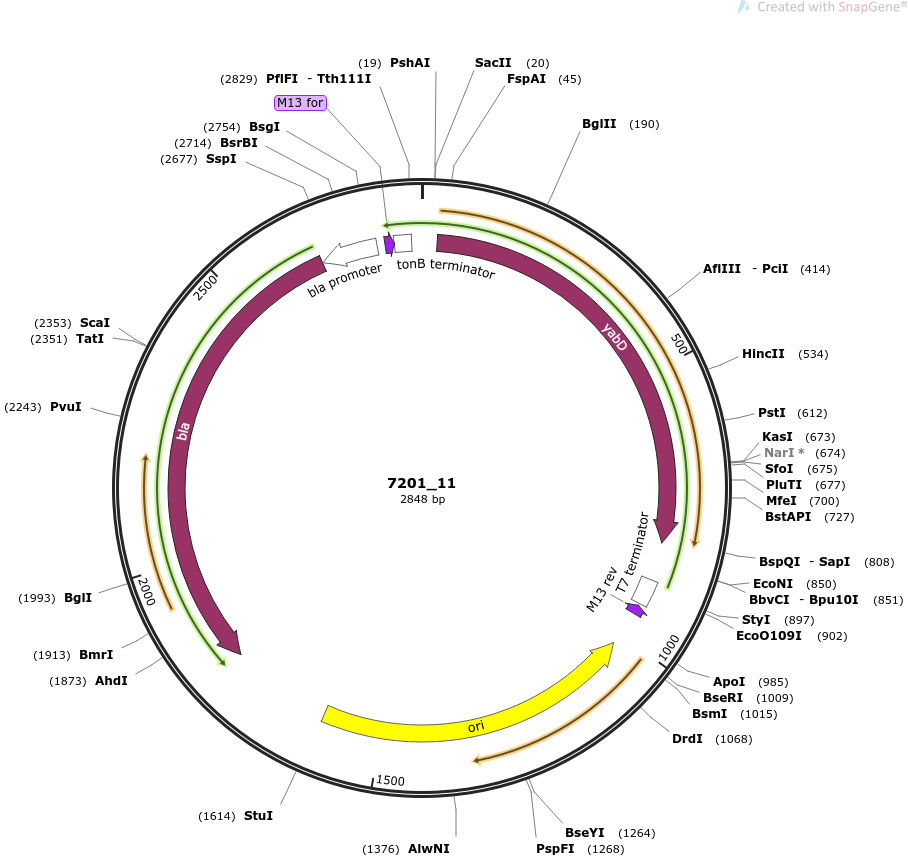 Created with SnapGene®
(19) PshAI
SacII (20)
(2829) PflFI - Tth111I
FspAI (45)
M13 for
(2754) BsgI
BglII (190)
(2714) BsrBI
(2677) SspI
bla promoter
tonB terminator
AflIII - PciI (414)
2500
yabD
500
(2353) ScaI
(2351) TatI
HincII (534)
(2243) PvuI
PstI (612)
bla
KasI (673)
NarI * (674)
SfoI (675)
7201_11
PluTI (677)
2848 bp
MfeI (700)
BstAPI (727)
T7 terminator
M13 rev
BspQI - SapI (808)
2000
EcoNI (850)
(1993) BglI
BbvCI - Bpu10I (851)
StyI (897)
EcoO109I (902)
1000
(1913) BmrI
(1873) AhdI
ApoI (985)
BseRI (1009)
BsmI (1015)
ori
DrdI (1068)
1500
(1614) StuI
BseYI (1264)
(1376) AlwNI
PspFI (1268)